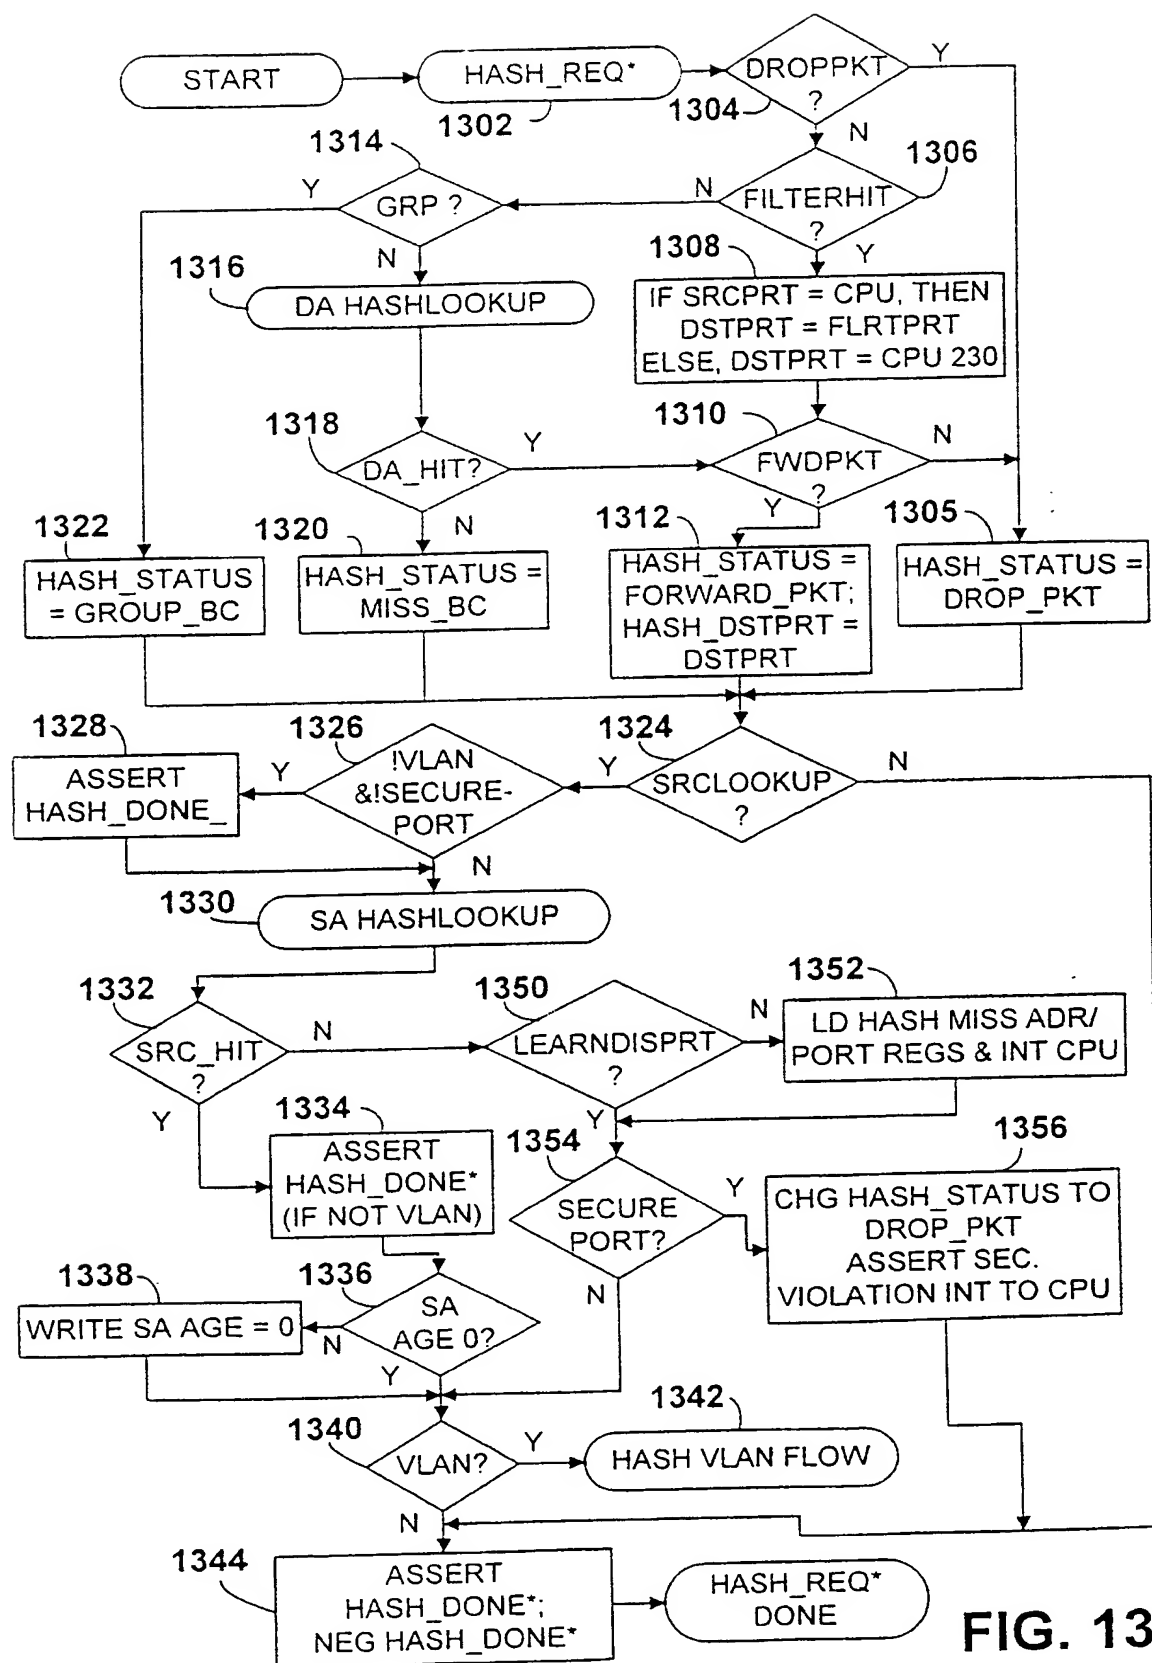 START
HASH_REQ*
1302
DROPPKT
?
1304
Y
N
1314
1306
Y
GRP ?
N
FILTERHIT
?
N
Y
1316
DA HASHLOOKUP
1308
IF SRCPRT = CPU, THEN
DSTPRT = FLRTPRT
ELSE, DSTPRT = CPU 230
1318
DA_HIT?
Y
N
1310
FWDPKT
?
N
Y
1322
HASH_STATUS
= GROUP_BC
1320
HASH_STATUS =
MISS_BC
1312
HASH_STATUS =
FORWARD_PKT;
HASH_DSTPRT =
DSTPRT
1305
HASH_STATUS =
DROP_PKT
1328
ASSERT
HASH_DONE_
Y
1326
!VLAN
&!SECURE-
PORT
N
Y
1324
SRCLOOKUP
?
N
1330
SA HASHLOOKUP
1332
SRC_HIT
?
N
Y
1350
LEARNDISPRT
?
N
Y
1352
LD HASH MISS ADR/
PORT REGS & INT CPU
1334
ASSERT
HASH_DONE*
(IF NOT VLAN)
1354
SECURE
PORT?
Y
N
1356
CHG HASH_STATUS TO
DROP_PKT
ASSERT SEC.
VIOLATION INT TO CPU
1338
WRITE SA AGE = 0
1336
SA
AGE 0?
N
Y
1340
VLAN?
Y
N
1342
HASH VLAN FLOW
1344
ASSERT
HASH_DONE*;
NEG HASH_DONE*
HASH_REQ*
DONE
FIG. 13